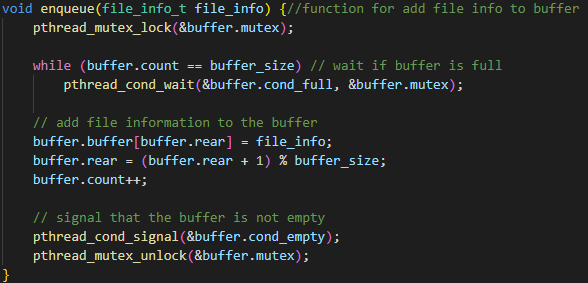 void enqueue(file_info_t file_info) {//function for add file info to buffer
    pthread_mutex_lock(&buffer.mutex);

    while (buffer.count == buffer_size) // wait if buffer is full
        pthread_cond_wait(&buffer.cond_full, &buffer.mutex);

    // add file information to the buffer
    buffer.buffer[buffer.rear] = file_info;
    buffer.rear = (buffer.rear + 1) % buffer_size;
    buffer.count++;

    // signal that the buffer is not empty
    pthread_cond_signal(&buffer.cond_empty);
    pthread_mutex_unlock(&buffer.mutex);
}